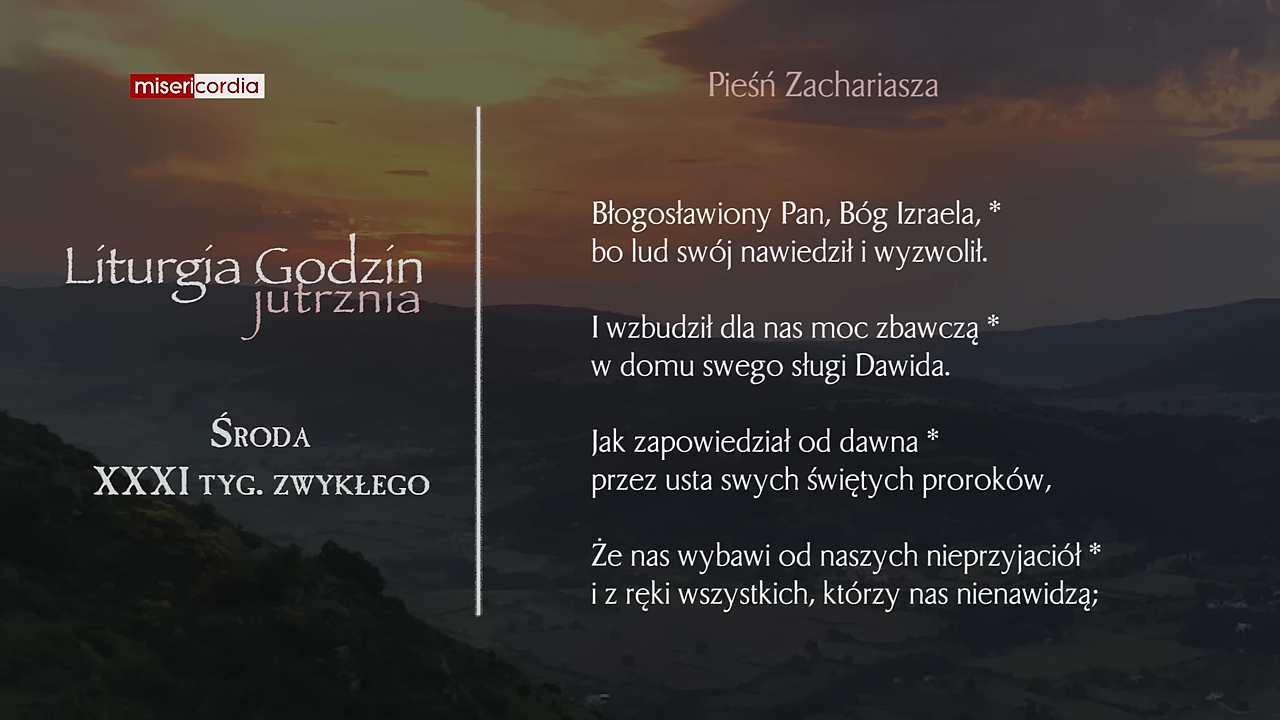 misericordia
Liturgia Godzin
jutrznia
Środa
XXXI tyg. zwykłego
Pieśń Zachariasza
Błogosławiony Pan, Bóg Izraela, *
bo lud swój nawiedził i wyzwolił.
I wzbudził dla nas moc zbawczą *
w domu swego sługi Dawida.
Jak zapowiedział od dawna *
przez usta swych świętych proroków,
Że nas wybawi od naszych nieprzyjaciół *
i z ręki wszystkich, którzy nas nienawidzą;